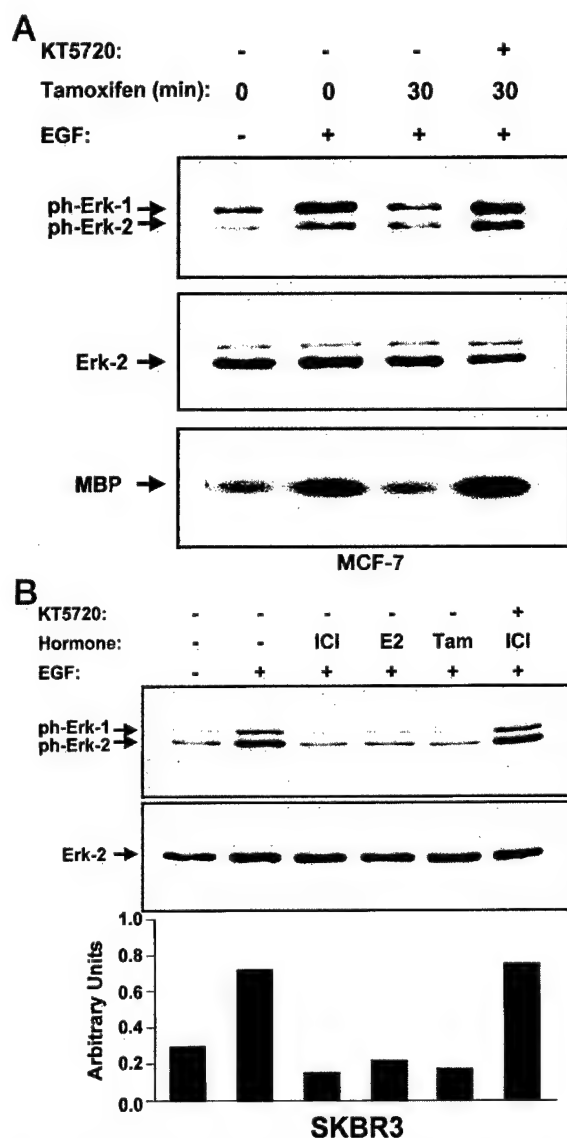 A
KT5720: - - - +
Tamoxifen (min): 0 0 30 30
EGF: - + + +
ph-Erk-1
ph-Erk-2
Erk-2
MBP
MCF-7
B
KT5720: - - - - - +
Hormone: - - ICI E2 Tam ICI
EGF: - + + + + +
ph-Erk-1
ph-Erk-2
Erk-2
Arbitrary Units
1.0
0.8
0.6
0.4
0.2
0.0
SKBR3